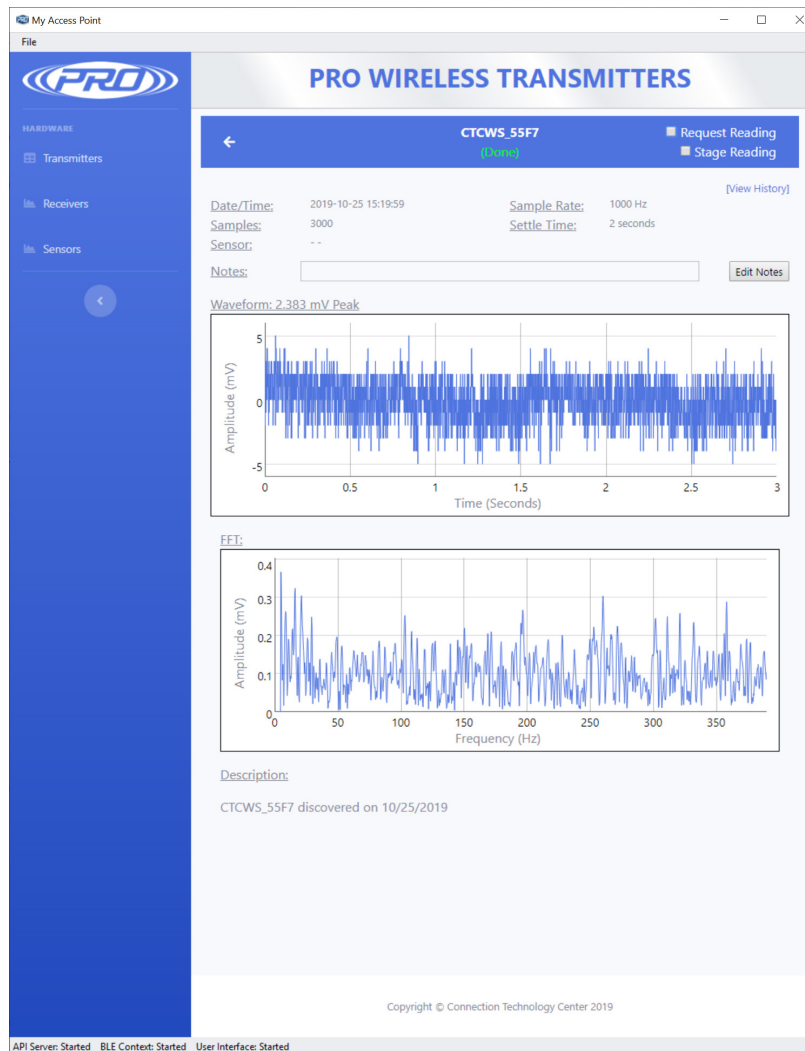 My Access Point
File
PRO
PRO WIRELESS TRANSMITTERS
HARDWARE
Transmitters
Receivers
Sensors
CTCWS_55F7
(Done)
Request Reading
Stage Reading
[View History]
Date/Time: 2019-10-25 15:19:59 Sample Rate: 1000 Hz
Samples: 3000 Settle Time: 2 seconds
Sensor: - -
Notes: Edit Notes
Waveform: 2.383 mV Peak
5
0
-5
Amplitude (mV)
0 0.5 1 1.5 2 2.5 3
Time (Seconds)
FFT:
0.4
0.3
0.2
0.1
0
Amplitude (mV)
0 50 100 150 200 250 300 350
Frequency (Hz)
Description:
CTCWS_55F7 discovered on 10/25/2019
Copyright © Connection Technology Center 2019
API Server: Started BLE Context: Started User Interface: Started